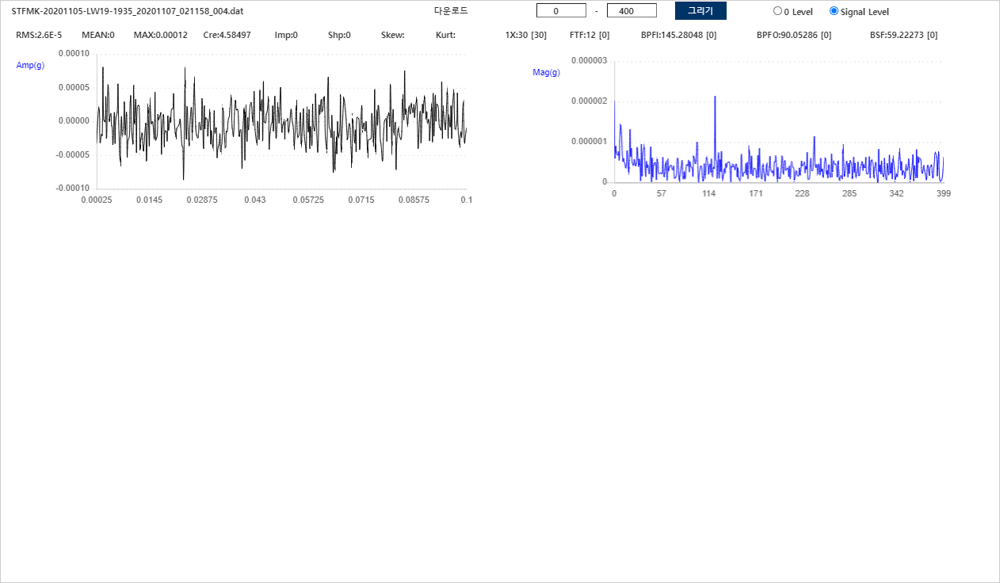 STFMK-20201105-LW19-1935_20201107_021158_004.dat 다운로드 0 - 400 그리기 0 Level Signal Level
RMS:2.6E-5 MEAN:0 MAX:0.00012 Cre:4.58497 Imp:0 Shp:0 Skew: Kurt: 1X:30 [30] FTF:12 [0] BPFI:145.28048 [0] BPFO:90.05286 [0] BSF:59.22273 [0]
Amp(g)
0.00010
0.00005
0.00000
-0.00005
-0.00010
0.00025 0.0145 0.02875 0.043 0.05725 0.0715 0.08575 0.1
Mag(g)
0.000003
0.000002
0.000001
0
0 57 114 171 228 285 342 399